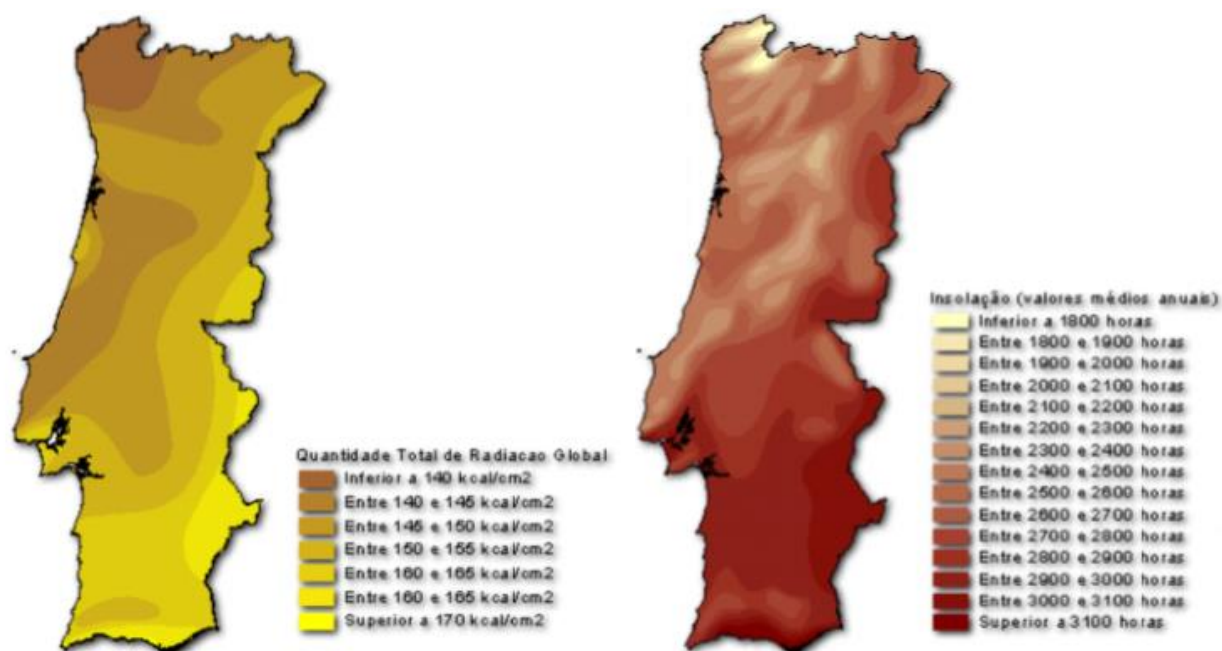 Quantidade Total de Radiacao Global
Inferior a 140 kcal/cm2
Entre 140 e 145 kcal/cm2
Entre 145 e 150 kcal/cm2
Entre 150 e 155 kcal/cm2
Entre 160 e 165 kcal/cm2
Entre 160 e 165 kcal/cm2
Superior a 170 kcal/cm2
Insolação (valores médios anuais)
Inferior a 1800 horas
Entre 1800 e 1900 horas
Entre 1900 e 2000 horas
Entre 2000 e 2100 horas
Entre 2100 e 2200 horas
Entre 2200 e 2300 horas
Entre 2300 e 2400 horas
Entre 2400 e 2500 horas
Entre 2500 e 2600 horas
Entre 2600 e 2700 horas
Entre 2700 e 2800 horas
Entre 2800 e 2900 horas
Entre 2900 e 3000 horas
Entre 3000 e 3100 horas
Superior a 3100 horas